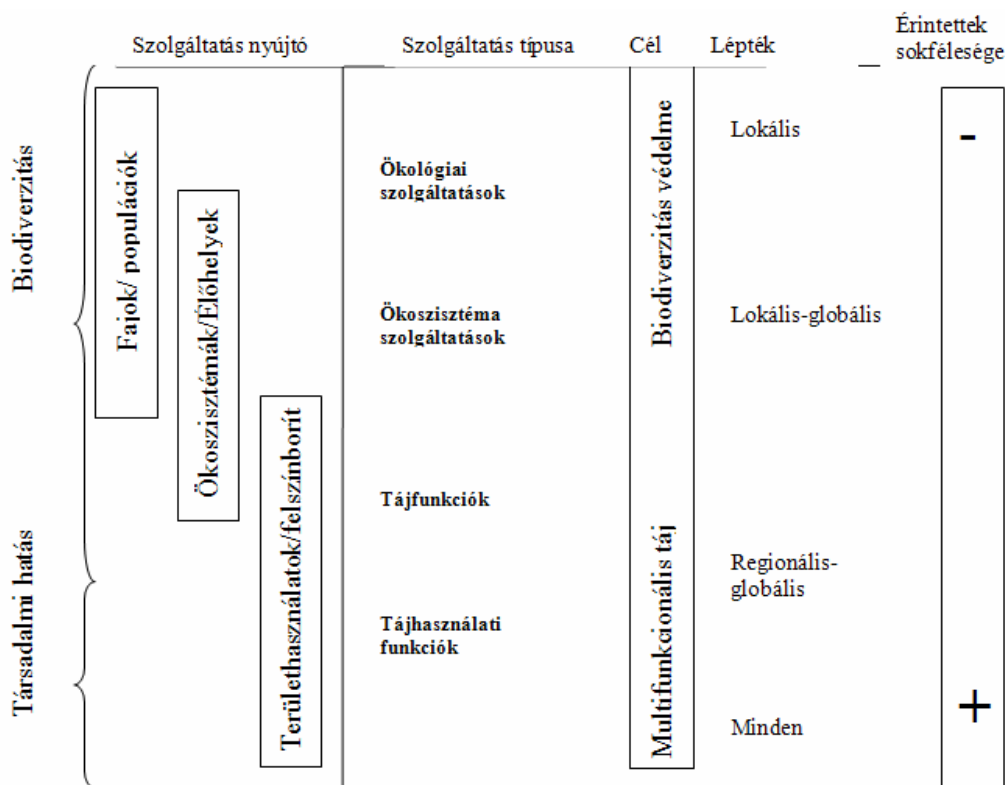 Szolgáltatás nyújtó
Szolgáltatás típusa
Cél
Lépték
Érintettek
sokfélesége
Biodiverzitás
Társadalmi hatás
Fajok/ populációk
Ökoszisztémák/Élőhelyek
Területhasználatok/felszínborít
Ökológiai
szolgáltatások
Ökoszisztéma
szolgáltatások
Tájfunkciók
Tájhasználati
funkciók
Biodiverzitás védelme
Multifunkcionális táj
Lokális
Lokális-globális
Regionális-
globális
Minden
-
+